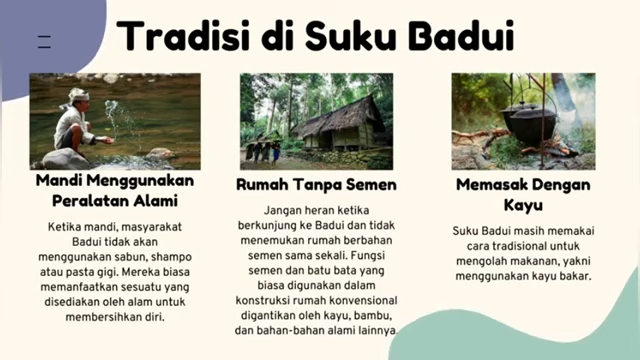 Tradisi di Suku Badui
Mandi Menggunakan
Peralatan Alami
Ketika mandi, masyarakat
Badui tidak akan
menggunakan sabun, shampo
atau pasta gigi. Mereka biasa
memanfaatkan sesuatu yang
disediakan oleh alam untuk
membersihkan diri.
Rumah Tanpa Semen
Jangan heran ketika
berkunjung ke Badui dan tidak
menemukan rumah berbahan
semen sama sekali. Fungsi
semen dan batu bata yang
biasa digunakan dalam
konstruksi rumah konvensional
digantikan oleh kayu, bambu,
dan bahan-bahan alami lainnya.
Memasak Dengan
Kayu
Suku Badui masih memakai
cara tradisional untuk
mengolah makanan, yakni
menggunakan kayu bakar.